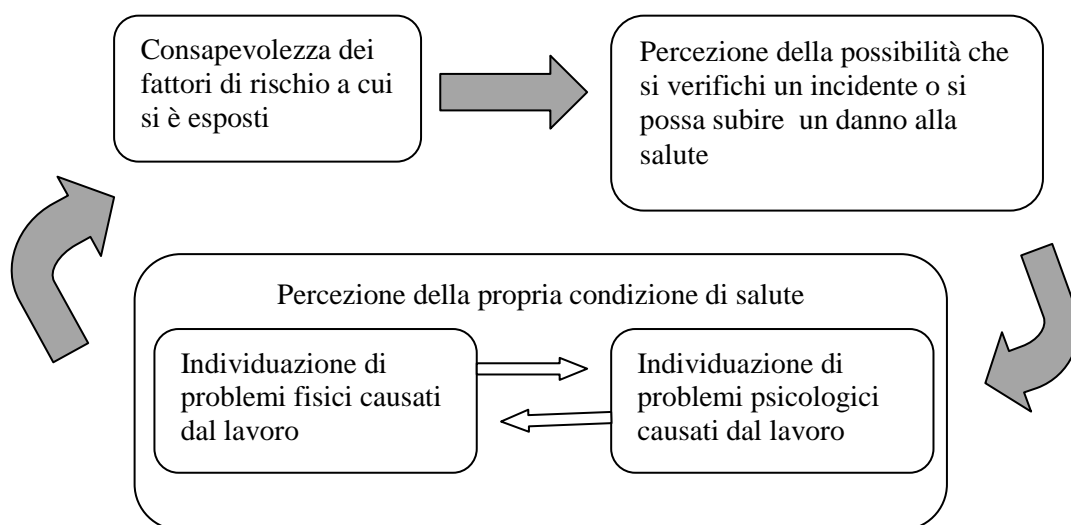 Consapevolezza dei
fattori di rischio a cui
si è esposti
Percezione della possibilità che
si verifichi un incidente o si
possa subire un danno alla
salute
Percezione della propria condizione di salute
Individuazione di
problemi fisici causati
dal lavoro
Individuazione di
problemi psicologici
causati dal lavoro